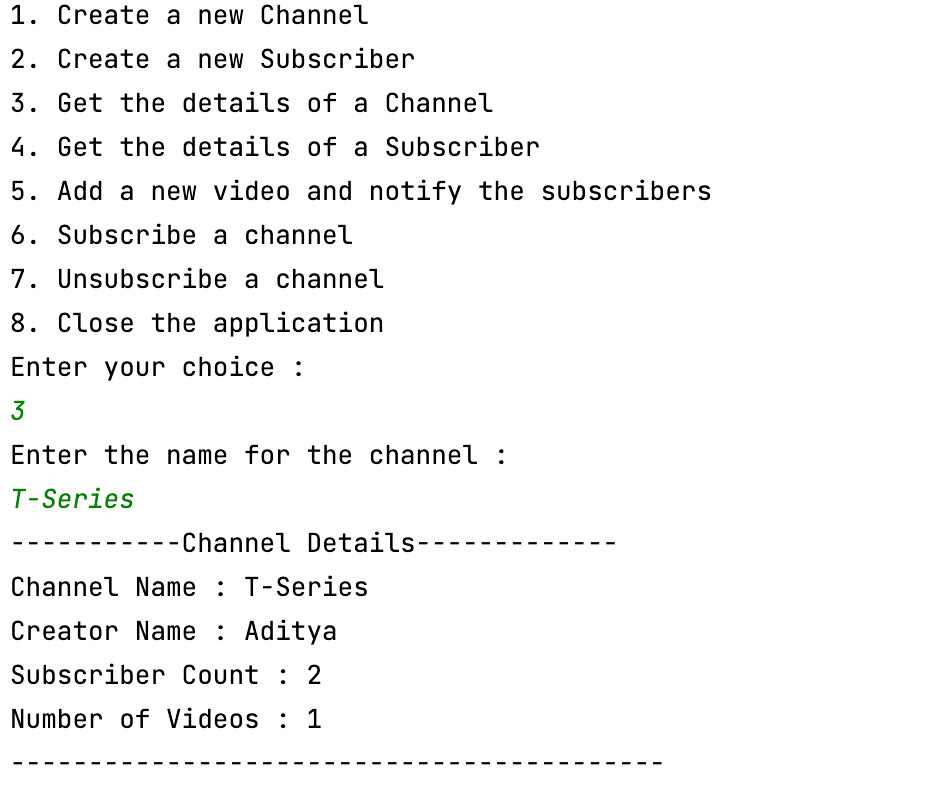 1. Create a new Channel
2. Create a new Subscriber
3. Get the details of a Channel
4. Get the details of a Subscriber
5. Add a new video and notify the subscribers
6. Subscribe a channel
7. Unsubscribe a channel
8. Close the application
Enter your choice :
3
Enter the name for the channel :
T-Series
-----------Channel Details-------------
Channel Name : T-Series
Creator Name : Aditya
Subscriber Count : 2
Number of Videos : 1
------------------------------------------